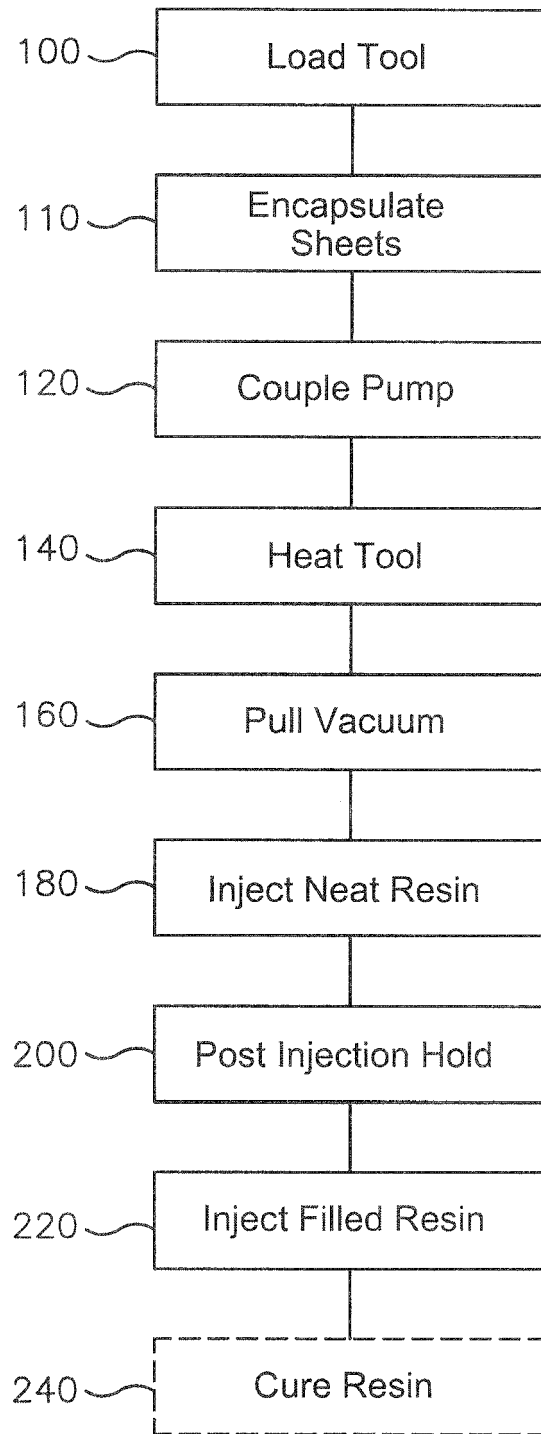 100 Load Tool
110 Encapsulate
Sheets
120 Couple Pump
140 Heat Tool
160 Pull Vacuum
180 Inject Neat Resin
200 Post Injection Hold
220 Inject Filled Resin
240 Cure Resin